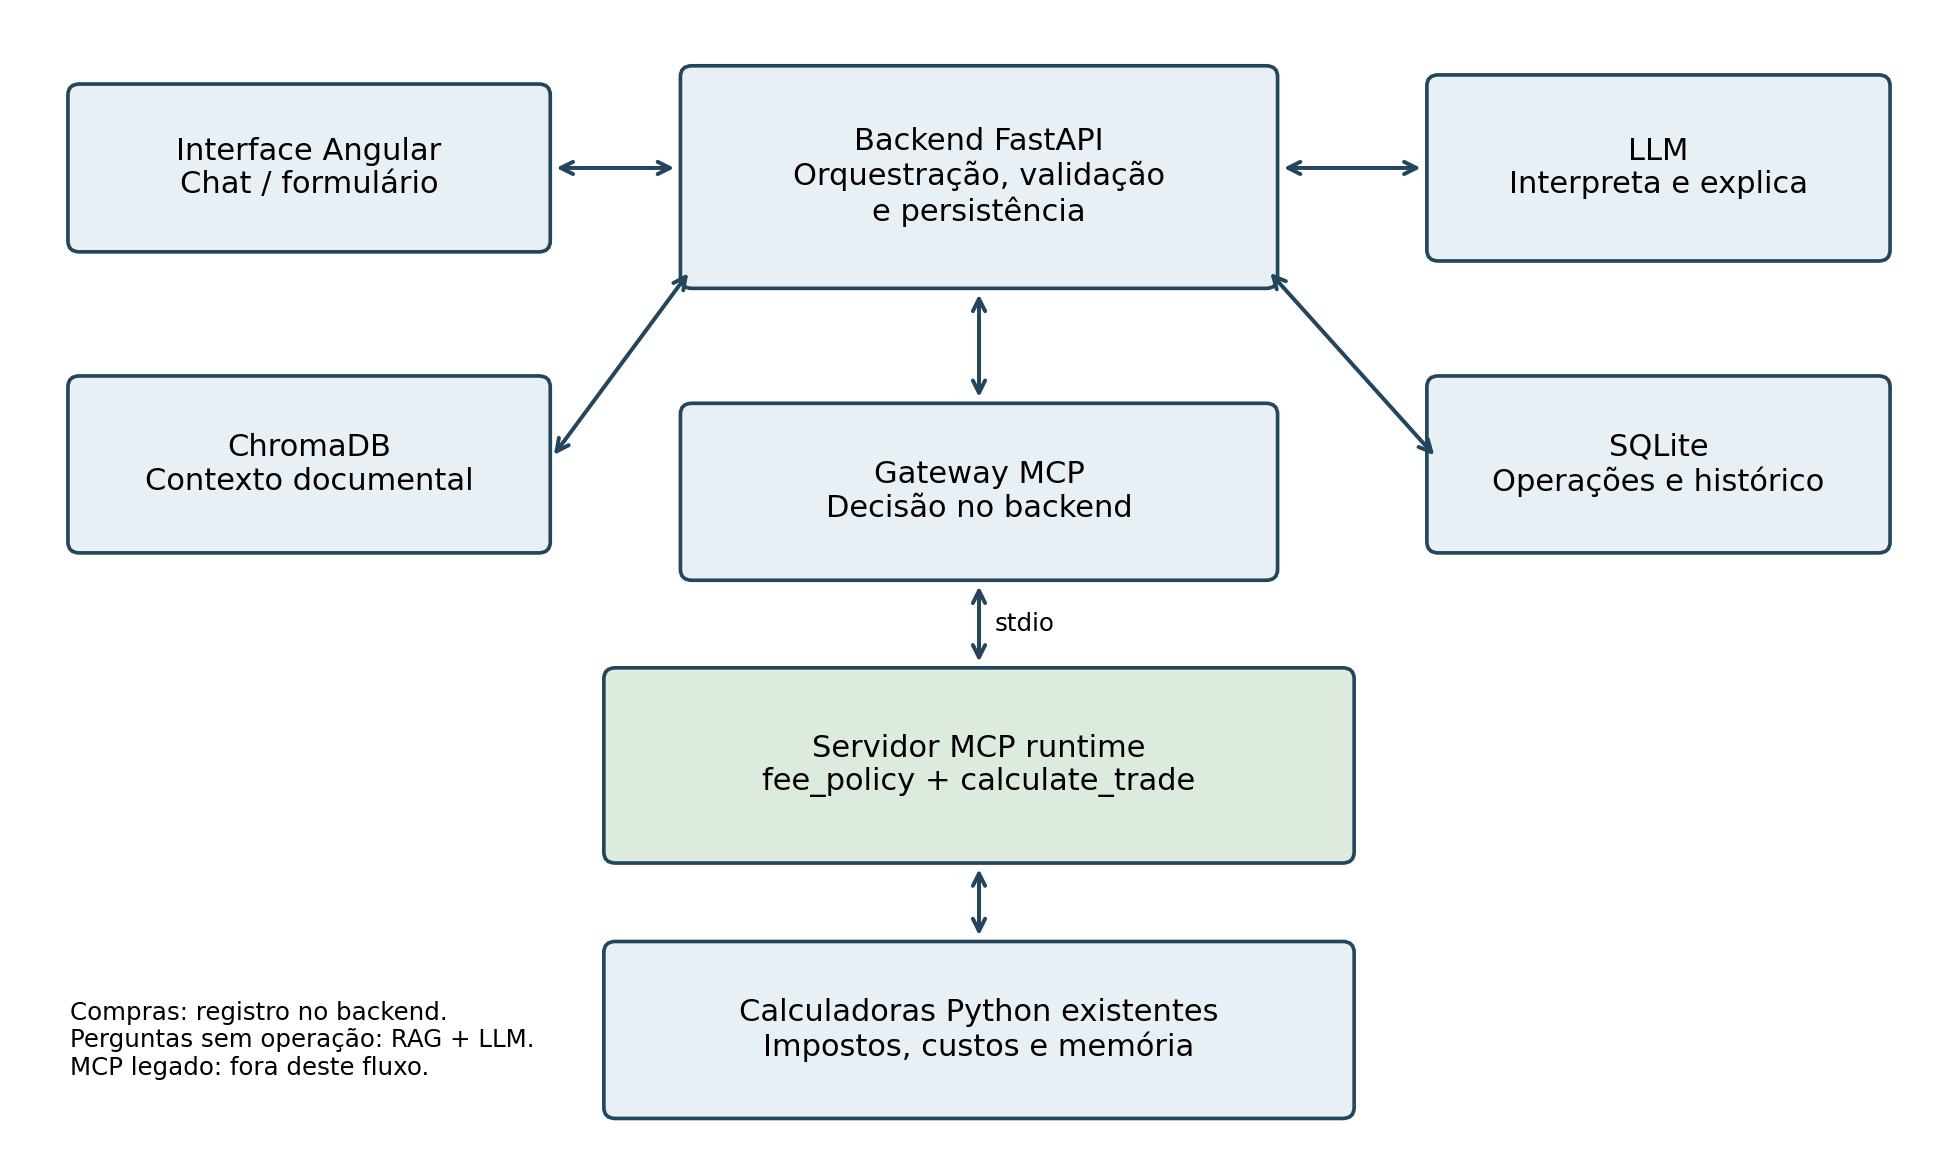 Interface Angular
Chat / formulário
Backend FastAPI
Orquestração, validação
e persistência
LLM
Interpreta e explica
ChromaDB
Contexto documental
Gateway MCP
Decisão no backend
SQLite
Operações e histórico
stdio
Servidor MCP runtime
fee_policy + calculate_trade
Calculadoras Python existentes
Impostos, custos e memória
Compras: registro no backend.
Perguntas sem operação: RAG + LLM.
MCP legado: fora deste fluxo.